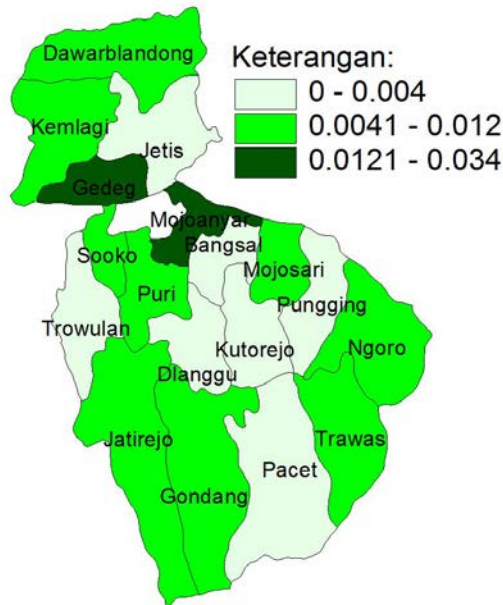 Dawarblandong
Keterangan:
0 - 0.004
0.0041 - 0.012
0.0121 - 0.034
Kemlagi
Jetis
Gedeg
Mojoanyar
Bangsal
Sooko
Mojosari
Puri
Pungging
Trowulan
Kutorejo
Ngoro
Dlanggu
Jatirejo
Trawas
Pacet
Gondang